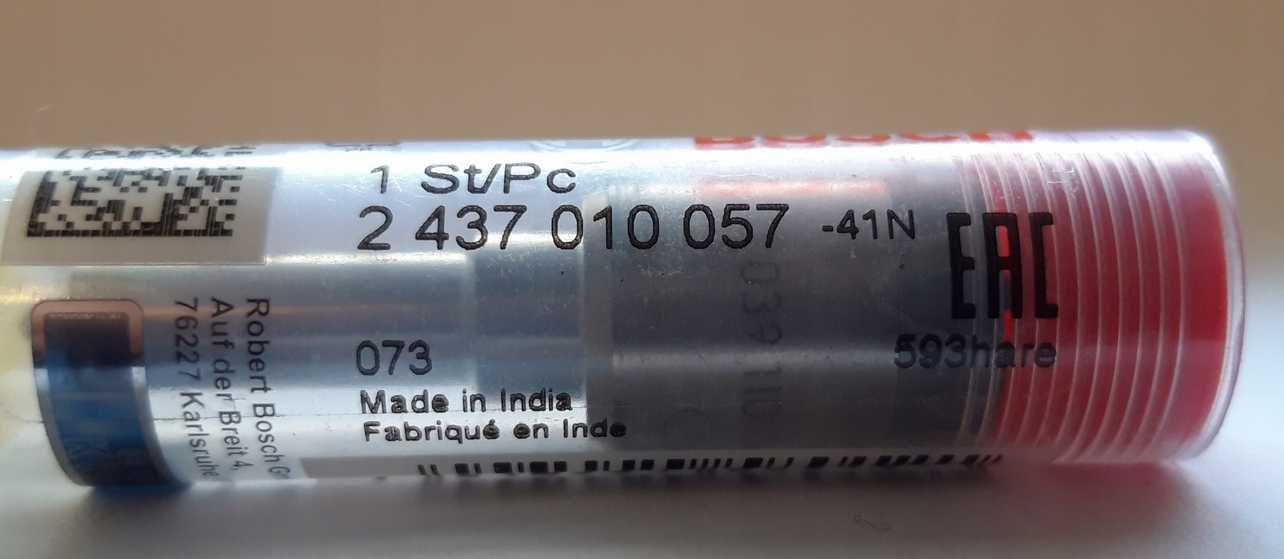 BOSCH
1 St/Pc
2 437 010 057 -41N
EAC
593hare
073
Made in India
Fabriqué en Inde
Robert Bosch G
Auf der Breit 4,
76227 Karlsruhe